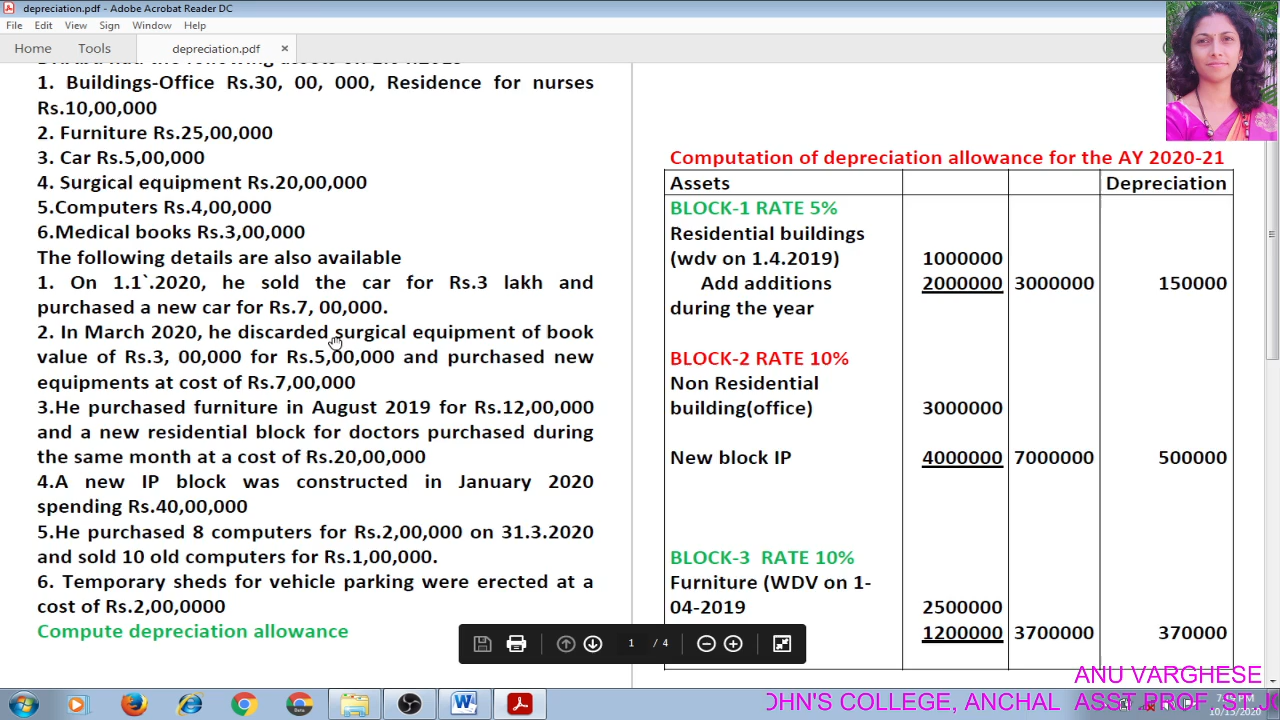 depreciation.pdf - Adobe Acrobat Reader DC
File Edit View Sign Window Help
Home Tools depreciation.pdf ×
1. Buildings-Office Rs.30, 00, 000, Residence for nurses
Rs.10,00,000
2. Furniture Rs.25,00,000
3. Car Rs.5,00,000
4. Surgical equipment Rs.20,00,000
5.Computers Rs.4,00,000
6.Medical books Rs.3,00,000
The following details are also available
1. On 1.1`.2020, he sold the car for Rs.3 lakh and
purchased a new car for Rs.7, 00,000.
2. In March 2020, he discarded surgical equipment of book
value of Rs.3, 00,000 for Rs.5,00,000 and purchased new
equipments at cost of Rs.7,00,000
3.He purchased furniture in August 2019 for Rs.12,00,000
and a new residential block for doctors purchased during
the same month at a cost of Rs.20,00,000
4.A new IP block was constructed in January 2020
spending Rs.40,00,000
5.He purchased 8 computers for Rs.2,00,000 on 31.3.2020
and sold 10 old computers for Rs.1,00,000.
6. Temporary sheds for vehicle parking were erected at a
cost of Rs.2,00,0000
Compute depreciation allowance
Computation of depreciation allowance for the AY 2020-21
Assets Depreciation
BLOCK-1 RATE 5%
Residential buildings
(wdv on 1.4.2019) 1000000
Add additions 2000000 3000000 150000
during the year
BLOCK-2 RATE 10%
Non Residential
building(office) 3000000
New block IP 4000000 7000000 500000
BLOCK-3 RATE 10%
Furniture (WDV on 1-
04-2019 2500000
1200000 3700000 370000
1 / 4
ANU VARGHESE
OHN'S COLLEGE, ANCHAL ASST PROF ST JO
10/13/2020